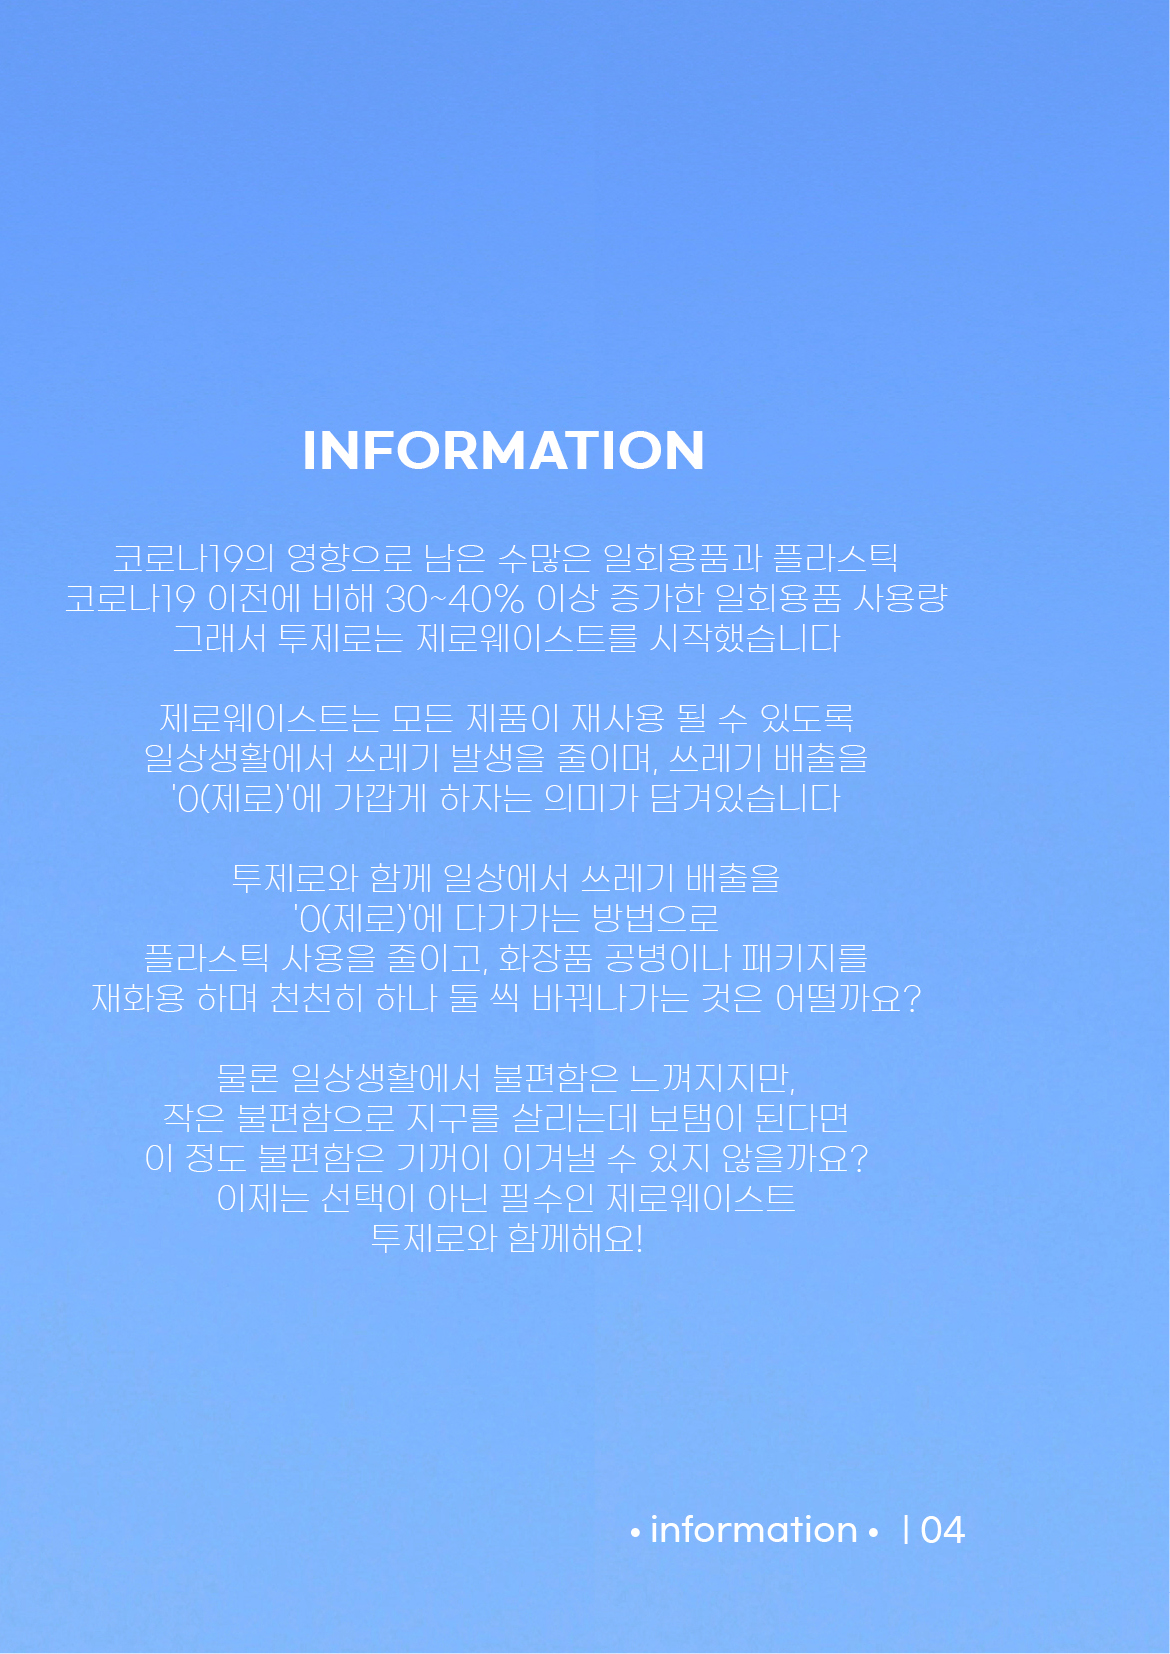 INFORMATION
코로나19의 영향으로 남은 수많은 일회용품과 플라스틱
코로나19 이전에 비해 30~40% 이상 증가한 일회용품 사용량
그래서 투제로는 제로웨이스트를 시작했습니다
제로웨이스트는 모든 제품이 재사용 될 수 있도록
일상생활에서 쓰레기 발생을 줄이며, 쓰레기 배출을
'0(제로)'에 가깝게 하자는 의미가 담겨있습니다
투제로와 함께 일상에서 쓰레기 배출을
'0(제로)'에 다가가는 방법으로
플라스틱 사용을 줄이고, 화장품 공병이나 패키지를
재화용 하며 천천히 하나 둘 씩 바꿔나가는 것은 어떨까요?
물론 일상생활에서 불편함은 느껴지지만,
작은 불편함으로 지구를 살리는데 보탬이 된다면
이 정도 불편함은 기꺼이 이겨낼 수 있지 않을까요?
이제는 선택이 아닌 필수인 제로웨이스트
투제로와 함께해요!
• information • | 04